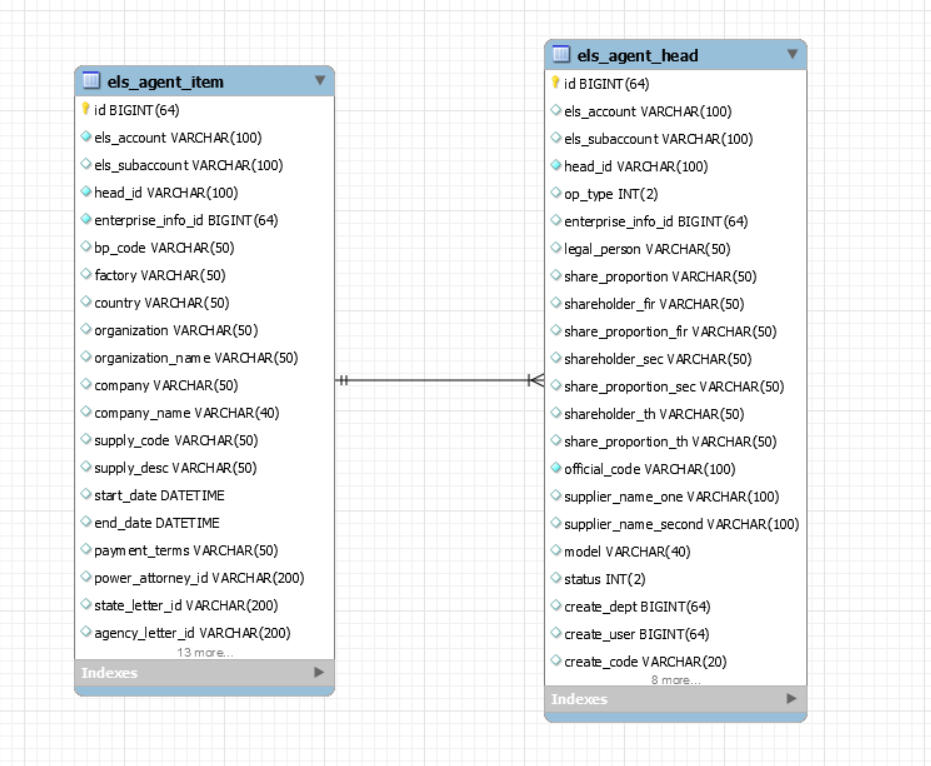 els_agent_item
id BIGINT(64)
els_account VARCHAR(100)
els_subaccount VARCHAR(100)
head_id VARCHAR(100)
enterprise_info_id BIGINT(64)
bp_code VARCHAR(50)
factory VARCHAR(50)
country VARCHAR(50)
organization VARCHAR(50)
organization_name VARCHAR(50)
company VARCHAR(50)
company_name VARCHAR(40)
supply_code VARCHAR(50)
supply_desc VARCHAR(50)
start_date DATETIME
end_date DATETIME
payment_terms VARCHAR(50)
power_attorney_id VARCHAR(200)
state_letter_id VARCHAR(200)
agency_letter_id VARCHAR(200)
13 more...
Indexes
els_agent_head
id BIGINT(64)
els_account VARCHAR(100)
els_subaccount VARCHAR(100)
head_id VARCHAR(100)
op_type INT(2)
enterprise_info_id BIGINT(64)
legal_person VARCHAR(50)
share_proportion VARCHAR(50)
shareholder_fir VARCHAR(50)
share_proportion_fir VARCHAR(50)
shareholder_sec VARCHAR(50)
share_proportion_sec VARCHAR(50)
shareholder_th VARCHAR(50)
share_proportion_th VARCHAR(50)
official_code VARCHAR(100)
supplier_name_one VARCHAR(100)
supplier_name_second VARCHAR(100)
model VARCHAR(40)
status INT(2)
create_dept BIGINT(64)
create_user BIGINT(64)
create_code VARCHAR(20)
8 more...
Indexes